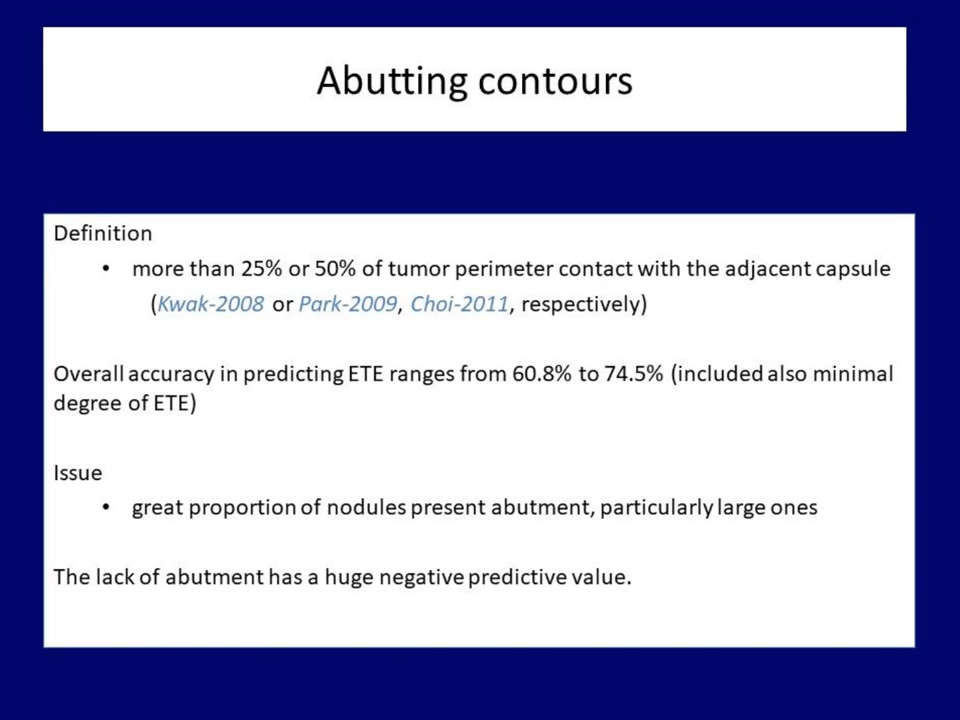 Abutting contours
Definition
• more than 25% or 50% of tumor perimeter contact with the adjacent capsule
(Kwak-2008 or Park-2009, Choi-2011, respectively)
Overall accuracy in predicting ETE ranges from 60.8% to 74.5% (included also minimal
degree of ETE)
Issue
• great proportion of nodules present abutment, particularly large ones
The lack of abutment has a huge negative predictive value.